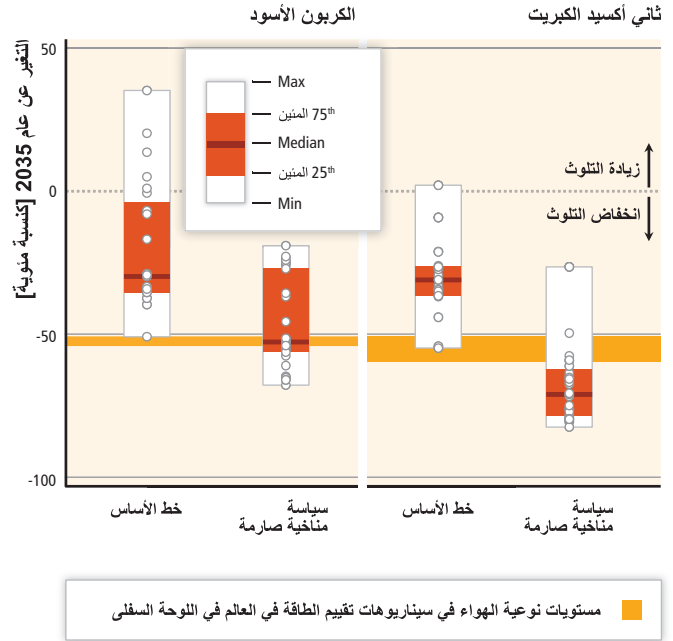 ثاني أكسيد الكبريت
الكربون الأسود
التغير عن عام 2035 [كنسبة مئوية]
50
0
-50
-100
Max
75th المئين
Median
25th المئين
Min
زيادة التلوث
انخفاض التلوث
خط الأساس
سياسة
مناخية صارمة
خط الأساس
سياسة
مناخية صارمة
مستويات نوعية الهواء في سيناريوهات تقييم الطاقة في العالم في اللوحة السفلى